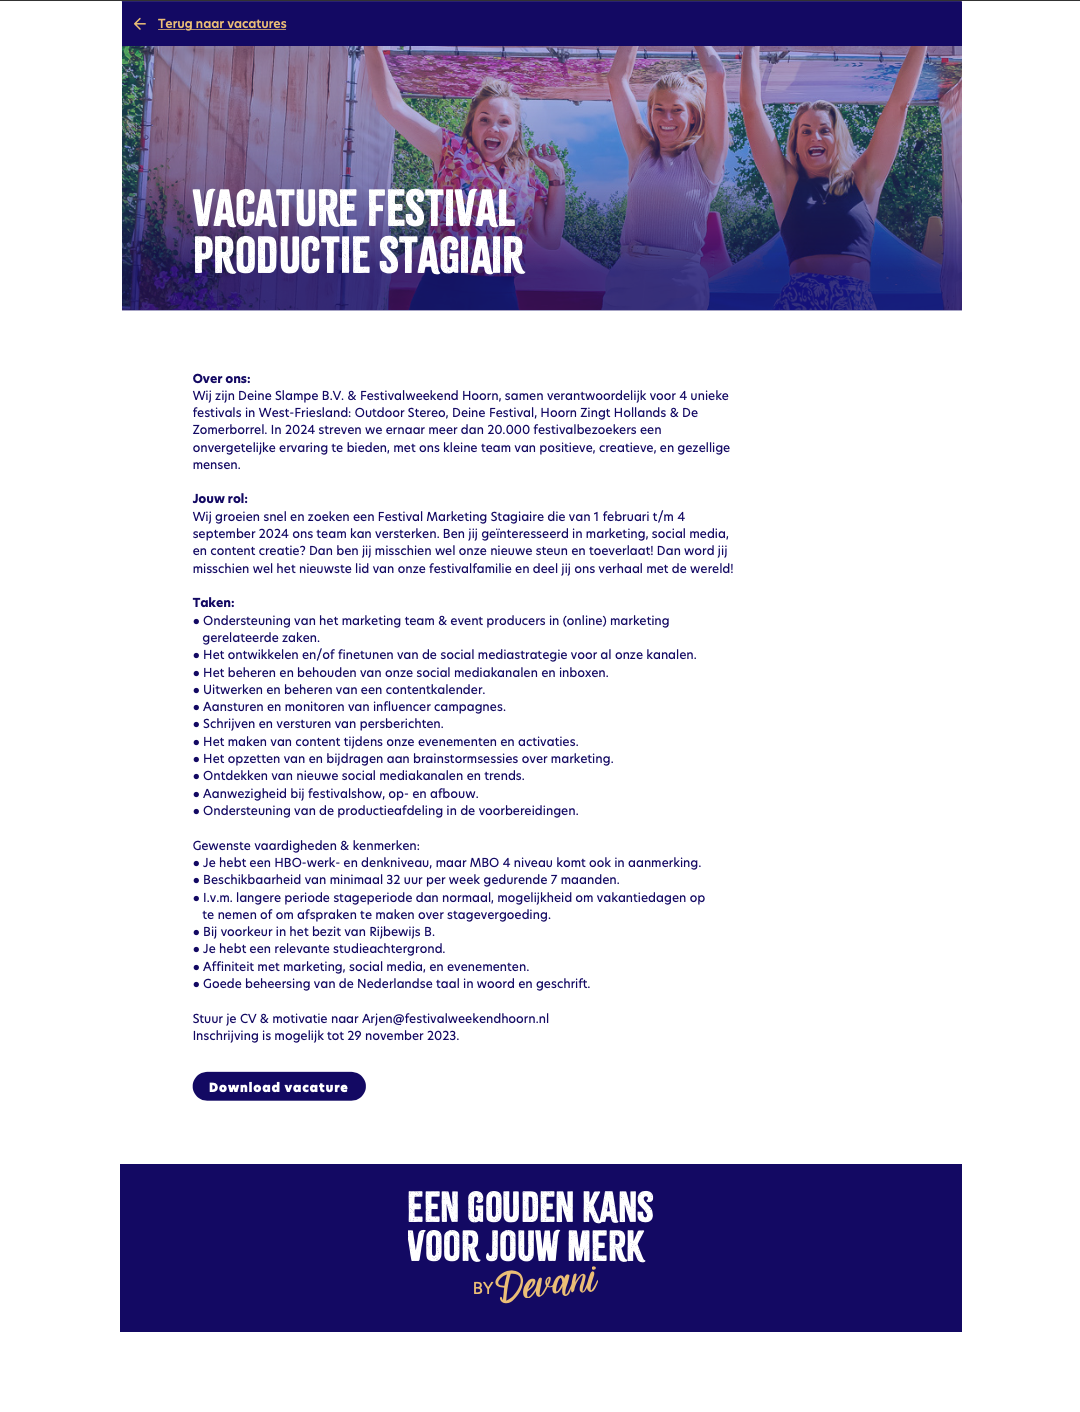 Terug naar vacatures
VACATURE FESTIVAL
PRODUCTIE STAGIAIR
Over ons:
Wij zijn Deine Slampe B.V. & Festivalweekend Hoorn, samen verantwoordelijk voor 4 unieke
festivals in West-Friesland: Outdoor Stereo, Deine Festival, Hoorn Zingt Hollands & De
Zomerborrel. In 2024 streven we ernaar meer dan 20.000 festivalbezoekers een
onvergetelijke ervaring te bieden, met ons kleine team van positieve, creatieve, en gezellige
mensen.
Jouw rol:
Wij groeien snel en zoeken een Festival Marketing Stagiaire die van 1 februari t/m 4
september 2024 ons team kan versterken. Ben jij geïnteresseerd in marketing, social media,
en content creatie? Dan ben jij misschien wel onze nieuwe steun en toeverlaat! Dan word jij
misschien wel het nieuwste lid van onze festivalfamilie en deel jij ons verhaal met de wereld!
Taken:
● Ondersteuning van het marketing team & event producers in (online) marketing
gerelateerde zaken.
● Het ontwikkelen en/of finetunen van de social mediastrategie voor al onze kanalen.
● Het beheren en behouden van onze social mediakanalen en inboxen.
● Uitwerken en beheren van een contentkalender.
● Aansturen en monitoren van influencer campagnes.
● Schrijven en versturen van persberichten.
● Het maken van content tijdens onze evenementen en activaties.
● Het opzetten van en bijdragen aan brainstormsessies over marketing.
● Ontdekken van nieuwe social mediakanalen en trends.
● Aanwezigheid bij festivalshow, op- en afbouw.
● Ondersteuning van de productieafdeling in de voorbereidingen.
Gewenste vaardigheden & kenmerken:
● Je hebt een HBO-werk- en denkniveau, maar MBO 4 niveau komt ook in aanmerking.
● Beschikbaarheid van minimaal 32 uur per week gedurende 7 maanden.
● I.v.m. langere periode stageperiode dan normaal, mogelijkheid om vakantiedagen op
te nemen of om afspraken te maken over stagevergoeding.
● Bij voorkeur in het bezit van Rijbewijs B.
● Je hebt een relevante studieachtergrond.
● Affiniteit met marketing, social media, en evenementen.
● Goede beheersing van de Nederlandse taal in woord en geschrift.
Stuur je CV & motivatie naar Arjen@festivalweekendhoorn.nl
Inschrijving is mogelijk tot 29 november 2023.
Download vacature
EEN GOUDEN KANS
VOOR JOUW MERK
BY Devani